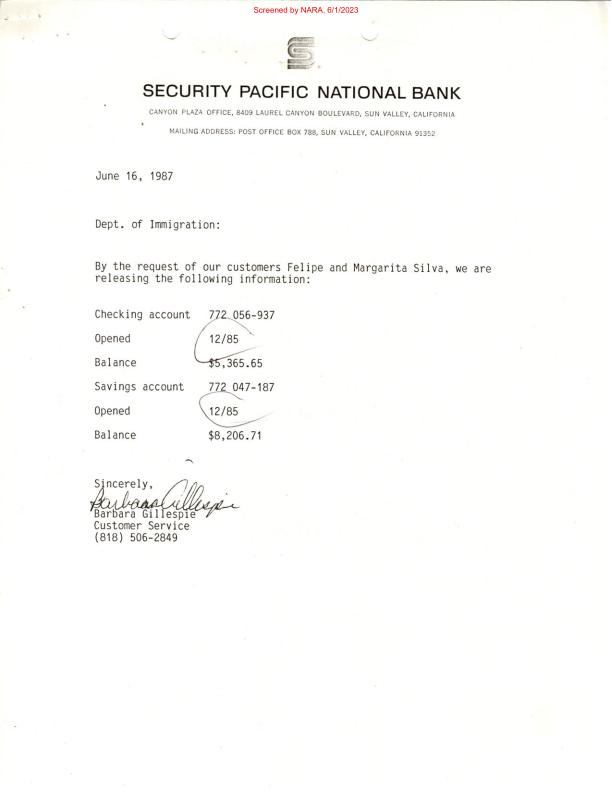 Screened by NARA, 6/1/2023
SECURITY PACIFIC NATIONAL BANK
CANYON PLAZA OFFICE, 8409 LAUREL CANYON BOULEVARD, SUN VALLEY, CALIFORNIA
MAILING ADDRESS: POST OFFICE BOX 788, SUN VALLEY, CALIFORNIA 91352
June 16, 1987
Dept. of Immigration:
By the request of our customers Felipe and Margarita Silva, we are
releasing the following information:
Checking account 772 056-937
Opened 12/85
Balance $5,365.65
Savings account 772 047-187
Opened 12/85
Balance $8,206.71
Sincerely,
Barbara Gillespie
Barbara Gillespie
Customer Service
(818) 506-2849